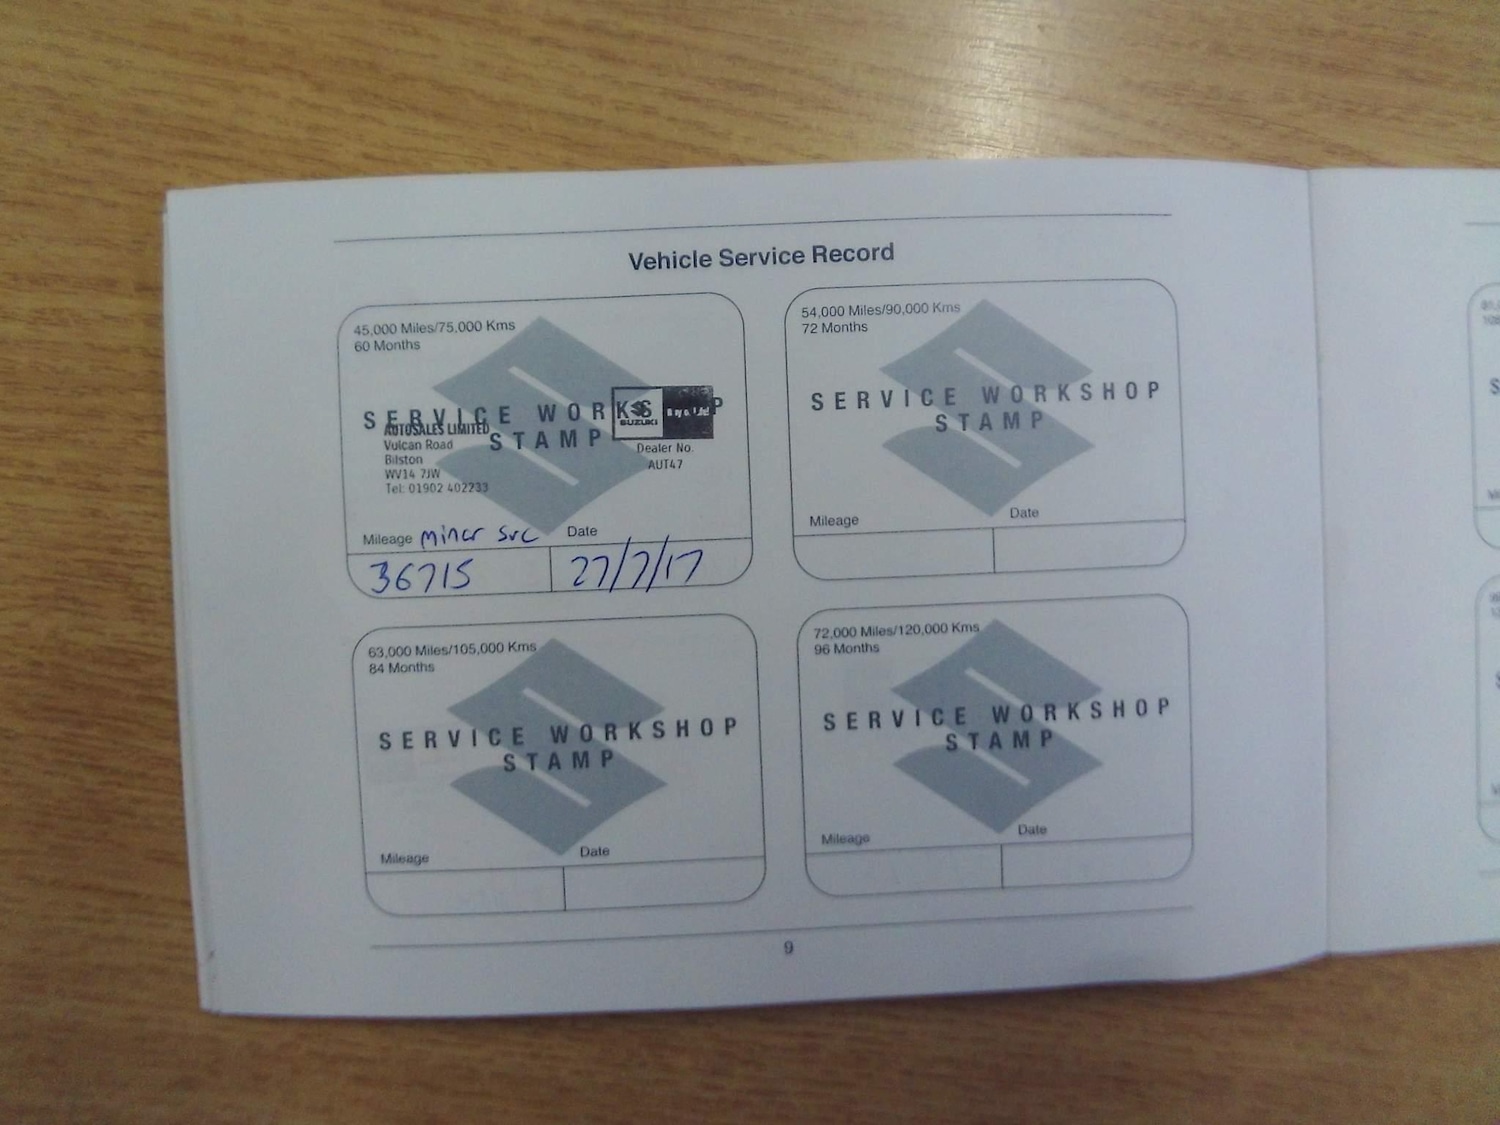 Vehicle Service Record
45,000 Miles/75,000 Kms
60 Months
SERVICE WORKSHOP
STAMP
AUTOSALES LIMITED
Vulcan Road
Bilston
WV14 7JW
Tel: 01902 402233
SUZUKI
Dealer No.
AUT47
Mileage minor svc
Date
36715
27/7/17
54,000 Miles/90,000 Kms
72 Months
SERVICE WORKSHOP
STAMP
Mileage
Date
63,000 Miles/105,000 Kms
84 Months
SERVICE WORKSHOP
STAMP
Mileage
Date
72,000 Miles/120,000 Kms
96 Months
SERVICE WORKSHOP
STAMP
Mileage
Date
9